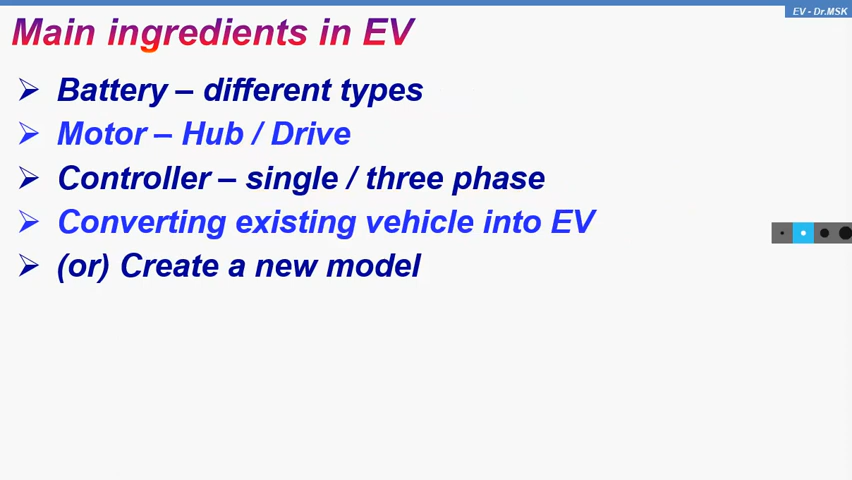 EV - Dr.MSK
Main ingredients in EV
Battery – different types
Motor – Hub / Drive
Controller – single / three phase
Converting existing vehicle into EV
(or) Create a new model